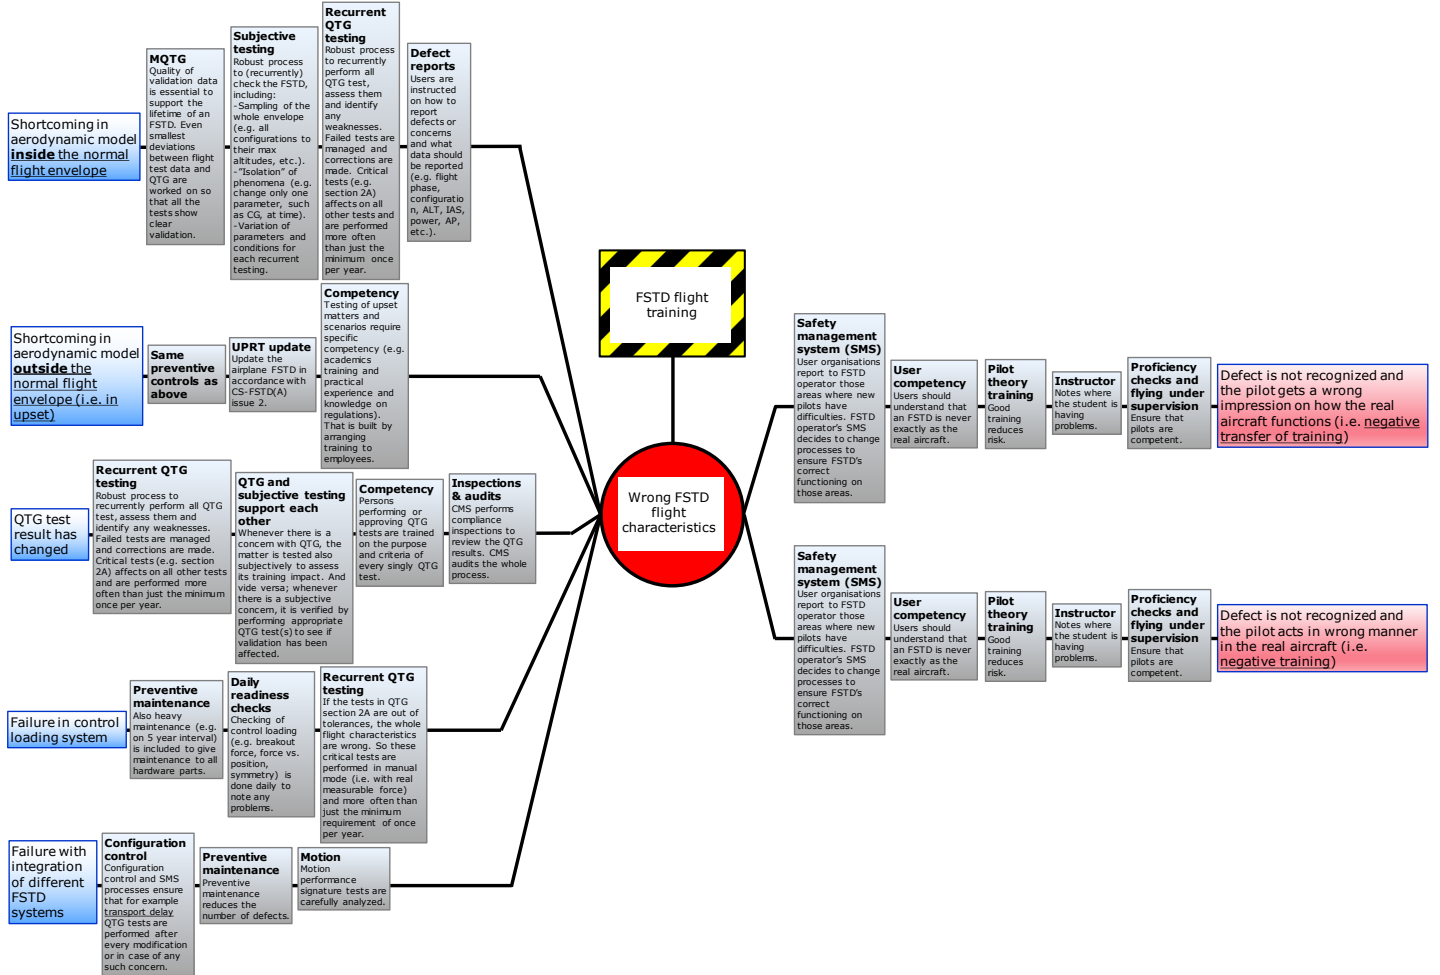 Shortcoming in
aerodynamic model
inside the normal
flight envelope
MQTG
Quality of
validation data
is essential to
support the
lifetime of an
FSTD. Even
smallest
deviations
between flight
test data and
QTG are
worked on so
that all the
tests show
clear
validation.
Subjective
testing
Robust process
to (recurrently)
check the FSTD,
including:
-Sampling of the
whole envelope
(e.g. all
configurations to
their max
altitudes, etc.).
-"Isolation" of
phenomena (e.g.
change only one
parameter, such
as CG, at time).
-Variation of
parameters and
conditions for
each recurrent
testing.
Recurrent
QTG
testing
Robust process
to recurrently
perform all
QTG test,
assess them
and identify
any
weaknesses.
Failed tests are
managed and
corrections are
made. Critical
tests (e.g.
section 2A)
affects on all
other tests and
are performed
more often
than just the
minimum once
per year.
Defect
reports
Users are
instructed
on how to
report
defects or
concerns
and what
data should
be reported
(e.g. flight
phase,
configuratio
n, ALT, IAS,
power, AP,
etc.).
Shortcoming in
aerodynamic model
outside the
normal flight
envelope (i.e. in
upset)
Same
preventive
controls as
above
UPRT update
Update the
airplane FSTD in
accordance with
CS-FSTD(A)
issue 2.
Competency
Testing of upset
matters and
scenarios require
specific
competency (e.g.
academics
training and
practical
experience and
knowledge on
regulations).
That is built by
arranging
training to
employees.
QTG test
result has
changed
Recurrent QTG
testing
Robust process to
recurrently perform all QTG
test, assess them and
identify any weaknesses.
Failed tests are managed
and corrections are made.
Critical tests (e.g. section
2A) affects on all other tests
and are performed more
often than just the minimum
once per year.
QTG and
subjective testing
support each
other
Whenever there is a
concern with QTG, the
matter is tested also
subjectively to assess
its training impact. And
vide versa; whenever
there is a subjective
concern, it is verified by
performing appropriate
QTG test(s) to see if
validation has been
affected.
Competency
Persons
performing or
approving QTG
tests are trained
on the purpose
and criteria of
every singly QTG
test.
Inspections
& audits
CMS performs
compliance
inspections to
review the QTG
results. CMS
audits the whole
process.
Failure in control
loading system
Preventive
maintenance
Also heavy
maintenance (e.g.
on 5 year interval)
is included to give
maintenance to all
hardware parts.
Daily
readiness
checks
Checking of
control loading
(e.g. breakout
force, force vs.
position,
symmetry) is
done daily to
note any
problems.
Recurrent QTG
testing
If the tests in QTG
section 2A are out of
tolerances, the whole
flight characteristics
are wrong. So these
critical tests are
performed in manual
mode (i.e. with real
measurable force)
and more often than
just the minimum
requirement of once
per year.
Failure with
integration
of different
FSTD
systems
Configuration
control
Configuration
control and SMS
processes ensure
that for example
transport delay
QTG tests are
performed after
every modification
or in case of any
such concern.
Preventive
maintenance
Preventive
maintenance
reduces the
number of defects.
Motion
Motion
performance
signature tests are
carefully analyzed.
FSTD flight
training
Wrong FSTD
flight
characteristics
Safety
management
system (SMS)
User organisations
report to FSTD
operator those
areas where new
pilots have
difficulties. FSTD
operator's SMS
decides to change
processes to
ensure FSTD's
correct
functioning on
those areas.
User
competency
Users should
understand that
an FSTD is never
exactly as the
real aircraft.
Pilot
theory
training
Good
training
reduces
risk.
Instructor
Notes where
the student is
having
problems.
Proficiency
checks and
flying under
supervision
Ensure that
pilots are
competent.
Defect is not recognized and
the pilot gets a wrong
impression on how the real
aircraft functions (i.e. negative
transfer of training)
Safety
management
system (SMS)
User organisations
report to FSTD
operator those
areas where new
pilots have
difficulties. FSTD
operator's SMS
decides to change
processes to
ensure FSTD's
correct
functioning on
those areas.
User
competency
Users should
understand that
an FSTD is never
exactly as the
real aircraft.
Pilot
theory
training
Good
training
reduces
risk.
Instructor
Notes where
the student is
having
problems.
Proficiency
checks and
flying under
supervision
Ensure that
pilots are
competent.
Defect is not recognized and
the pilot acts in wrong manner
in the real aircraft (i.e.
negative training)